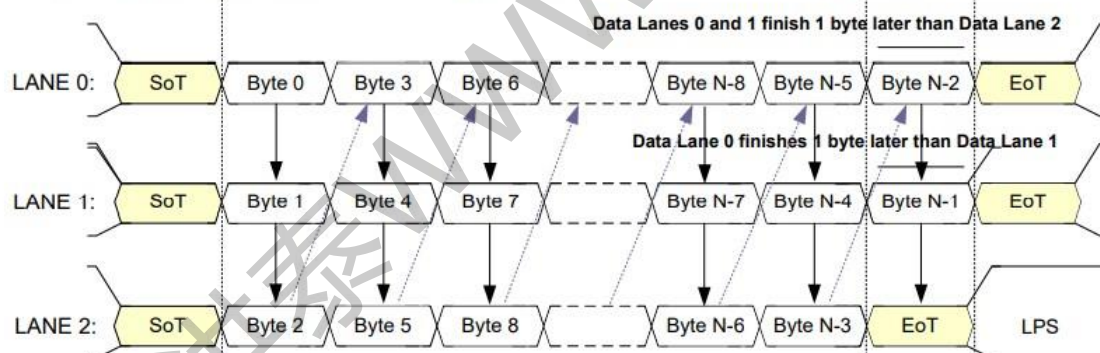 Data Lanes 0 and 1 finish 1 byte later than Data Lane 2
LANE 0: SoT Byte 0 Byte 3 Byte 6 Byte N-8 Byte N-5 Byte N-2 EoT
Data Lane 0 finishes 1 byte later than Data Lane 1
LANE 1: SoT Byte 1 Byte 4 Byte 7 Byte N-7 Byte N-4 Byte N-1 EoT
LANE 2: SoT Byte 2 Byte 5 Byte 8 Byte N-6 Byte N-3 EoT LPS